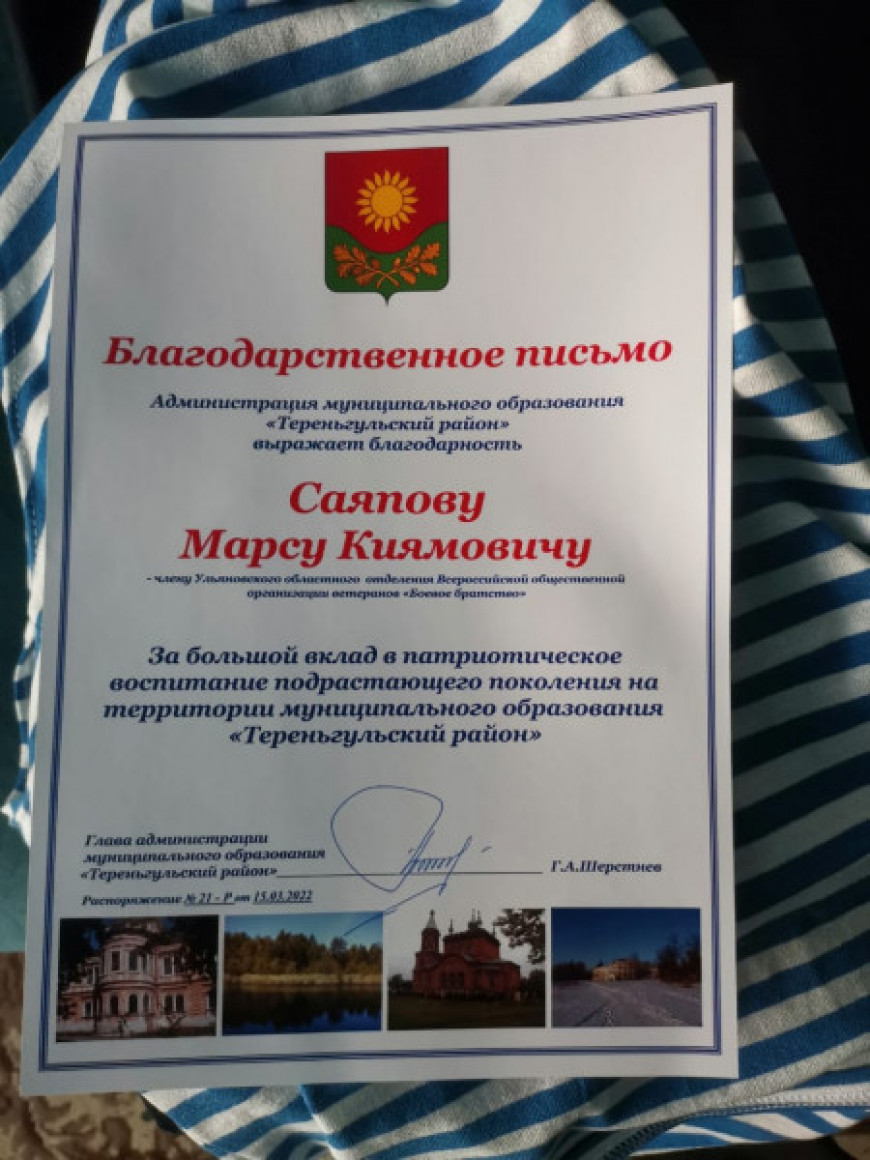 Благодарственное письмо
Администрация муниципального образования
«Тереньгульский район»
выражает благодарность
Саяпову
Марсу Киямовичу
- члену Ульяновского областного отделения Всероссийской общественной
организации ветеранов «Боевое братство»
За большой вклад в патриотическое
воспитание подрастающего поколения на
территории муниципального образования
«Тереньгульский район»
Глава администрации
муниципального образования
«Тереньгульский район» Г.А.Шерстнев
Распоряжение № 21 - Р от 15.03.2022